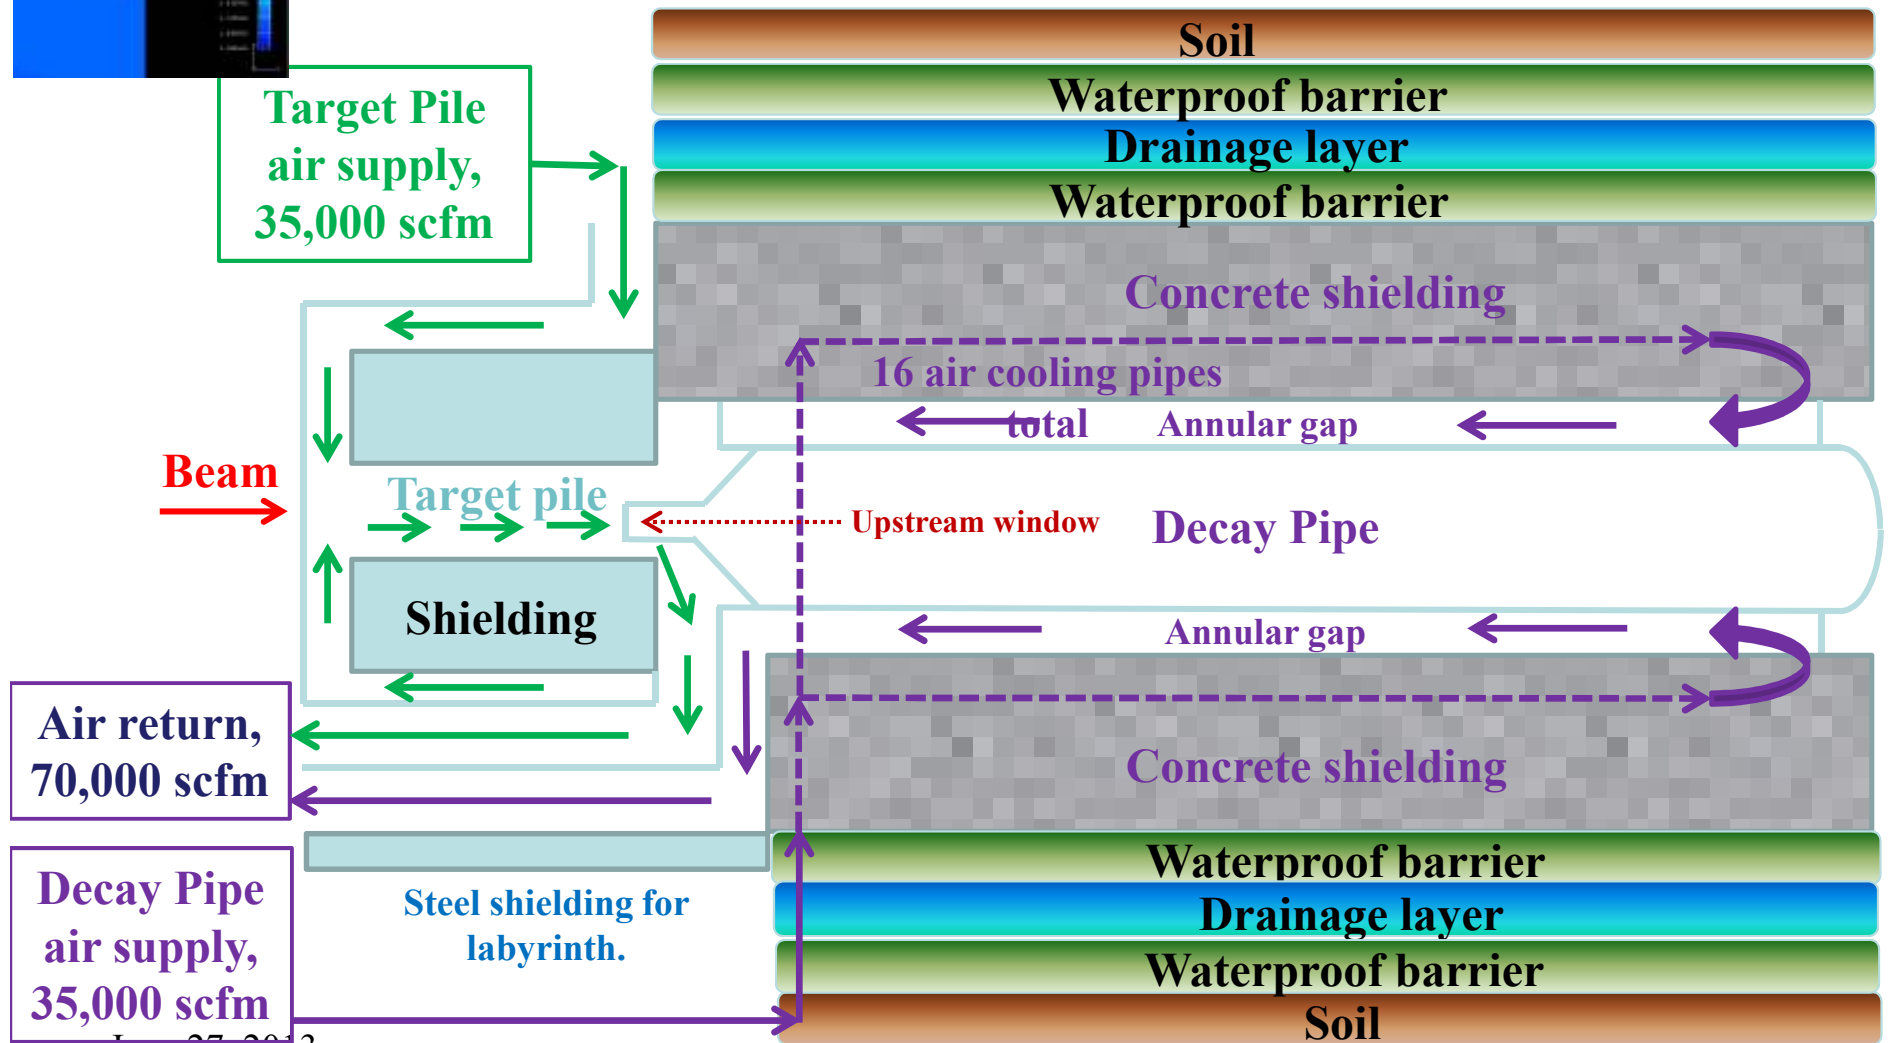 Soil
Waterproof barrier
Drainage layer
Waterproof barrier
Target Pile
air supply,
35,000 scfm
Concrete shielding
16 air cooling pipes
total
Annular gap
Beam
Target pile
Upstream window
Decay Pipe
Shielding
Annular gap
Air return,
70,000 scfm
Concrete shielding
Decay Pipe
air supply,
35,000 scfm
Steel shielding for
labyrinth.
Waterproof barrier
Drainage layer
Waterproof barrier
Soil
27, 2013